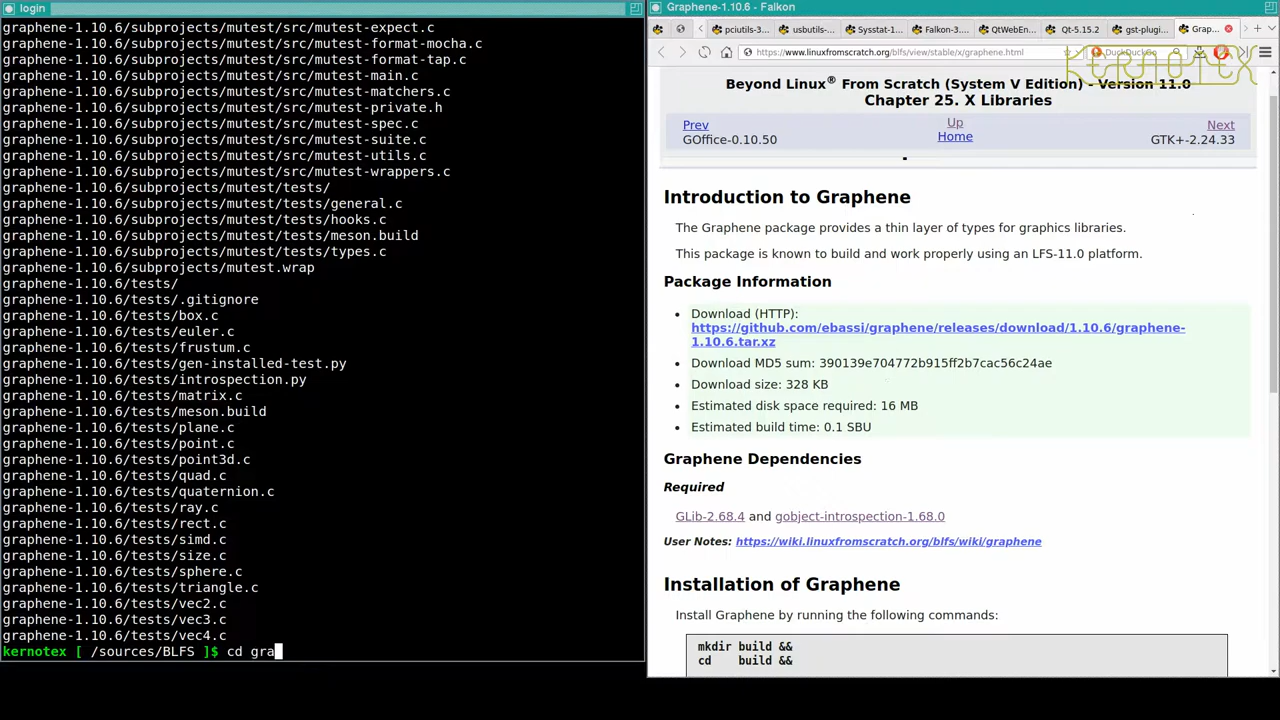 login
graphene-1.10.6/subprojects/mutest/src/mutest-expect.c
graphene-1.10.6/subprojects/mutest/src/mutest-format-mocha.c
graphene-1.10.6/subprojects/mutest/src/mutest-format-tap.c
graphene-1.10.6/subprojects/mutest/src/mutest-main.c
graphene-1.10.6/subprojects/mutest/src/mutest-matchers.c
graphene-1.10.6/subprojects/mutest/src/mutest-private.h
graphene-1.10.6/subprojects/mutest/src/mutest-spec.c
graphene-1.10.6/subprojects/mutest/src/mutest-suite.c
graphene-1.10.6/subprojects/mutest/src/mutest-utils.c
graphene-1.10.6/subprojects/mutest/src/mutest-wrappers.c
graphene-1.10.6/subprojects/mutest/tests/
graphene-1.10.6/subprojects/mutest/tests/general.c
graphene-1.10.6/subprojects/mutest/tests/hooks.c
graphene-1.10.6/subprojects/mutest/tests/meson.build
graphene-1.10.6/subprojects/mutest/tests/types.c
graphene-1.10.6/subprojects/mutest.wrap
graphene-1.10.6/tests/
graphene-1.10.6/tests/.gitignore
graphene-1.10.6/tests/box.c
graphene-1.10.6/tests/euler.c
graphene-1.10.6/tests/frustum.c
graphene-1.10.6/tests/gen-installed-test.py
graphene-1.10.6/tests/introspection.py
graphene-1.10.6/tests/matrix.c
graphene-1.10.6/tests/meson.build
graphene-1.10.6/tests/plane.c
graphene-1.10.6/tests/point.c
graphene-1.10.6/tests/point3d.c
graphene-1.10.6/tests/quad.c
graphene-1.10.6/tests/quaternion.c
graphene-1.10.6/tests/ray.c
graphene-1.10.6/tests/rect.c
graphene-1.10.6/tests/simd.c
graphene-1.10.6/tests/size.c
graphene-1.10.6/tests/sphere.c
graphene-1.10.6/tests/triangle.c
graphene-1.10.6/tests/vec2.c
graphene-1.10.6/tests/vec3.c
graphene-1.10.6/tests/vec4.c
kernotex [ /sources/BLFS ]$ cd gra
Graphene-1.10.6 - Falkon
pciutils-3... usbutils-... Sysstat-1... Falkon-3.... QtWebEn... Qt-5.15.2 gst-plugin... Grap...
https://www.linuxfromscratch.org/blfs/view/stable/x/graphene.html DuckDuckGo
KERNOTEX
Beyond Linux® From Scratch (System V Edition) - Version 11.0
Chapter 25. X Libraries
Prev Up Next
GOffice-0.10.50 Home GTK+-2.24.33
Introduction to Graphene
The Graphene package provides a thin layer of types for graphics libraries.
This package is known to build and work properly using an LFS-11.0 platform.
Package Information
• Download (HTTP):
https://github.com/ebassi/graphene/releases/download/1.10.6/graphene-
1.10.6.tar.xz
• Download MD5 sum: 390139e704772b915ff2b7cac56c24ae
• Download size: 328 KB
• Estimated disk space required: 16 MB
• Estimated build time: 0.1 SBU
Graphene Dependencies
Required
GLib-2.68.4 and gobject-introspection-1.68.0
User Notes: https://wiki.linuxfromscratch.org/blfs/wiki/graphene
Installation of Graphene
Install Graphene by running the following commands:
mkdir build &&
cd    build &&